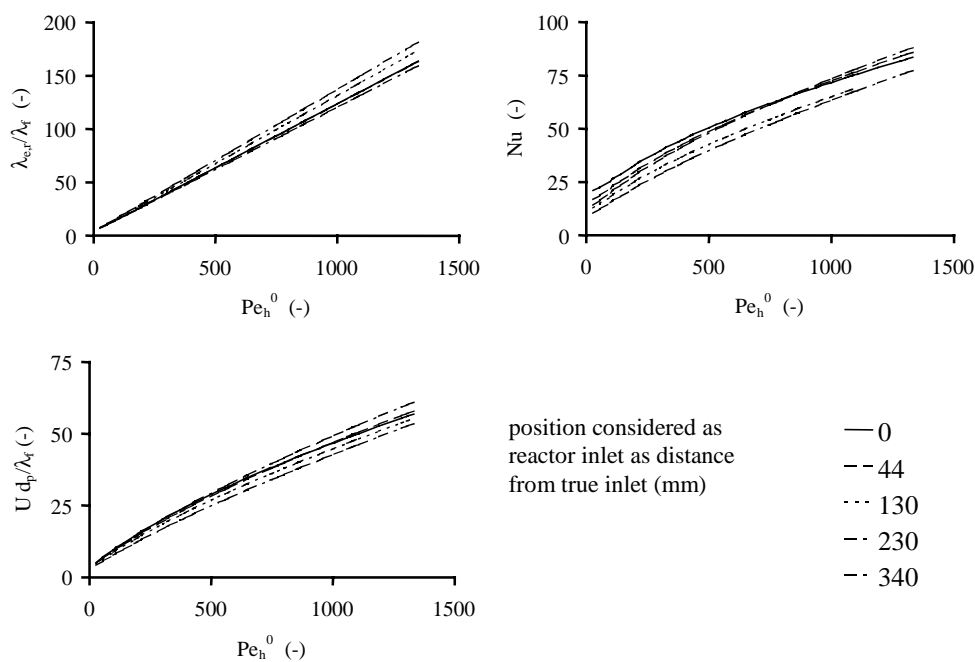 200
150
100
50
0
λe,r/λf (-)
0 500 1000 1500
Peh0 (-)
100
75
50
25
0
Nu (-)
0 500 1000 1500
Peh0 (-)
75
50
25
0
U dp/λf (-)
0 500 1000 1500
Peh0 (-)
position considered as
reactor inlet as distance
from true inlet (mm)
0
44
130
230
340